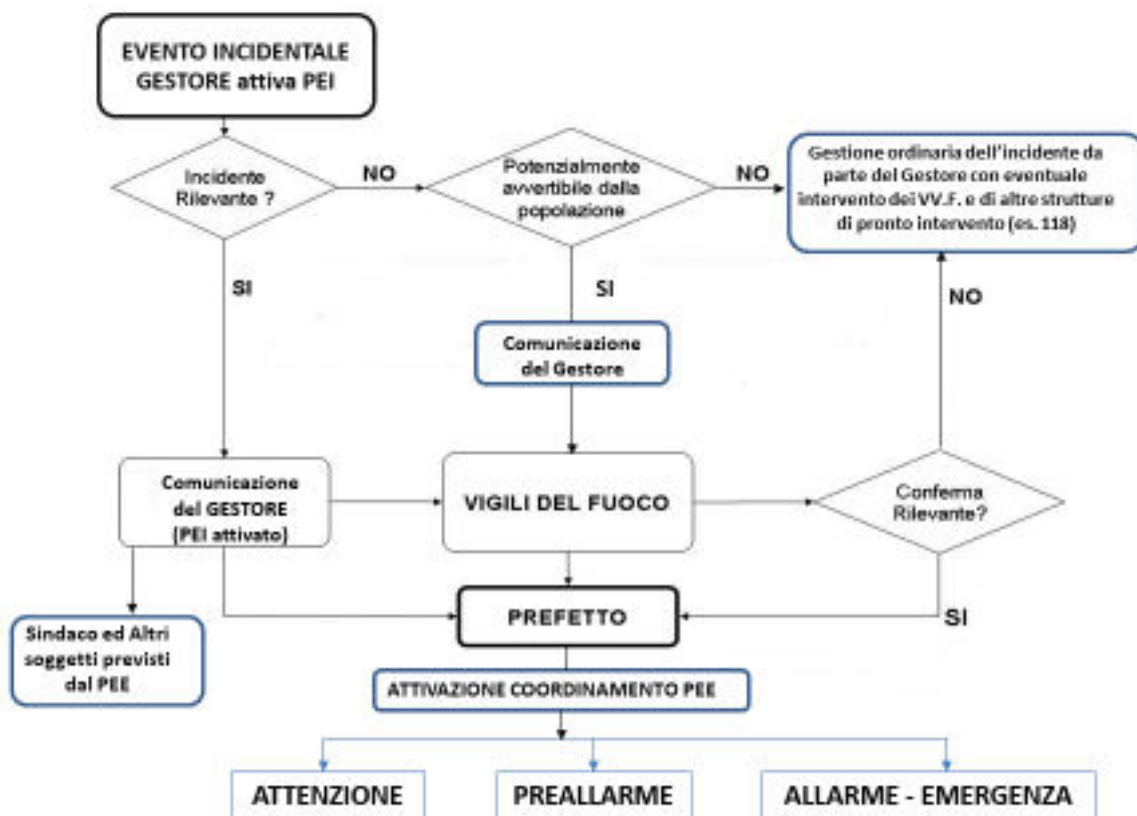 EVENTO INCIDENTALE
GESTORE attiva PEI
Incidente
Rilevante ?
NO
Potenzialmente
avvertibile dalla
popolazione
NO
Gestione ordinaria dell'incidente da
parte del Gestore con eventuale
intervento dei VV.F. e di altre strutture
di pronto intervento (es. 118)
SI
SI
NO
Comunicazione
del Gestore
Comunicazione
del GESTORE
(PEI attivato)
VIGILI DEL FUOCO
Conferma
Rilevante?
SI
PREFETTO
Sindaco ed Altri
soggetti previsti
dal PEE
ATTIVAZIONE COORDINAMENTO PEE
ATTENZIONE
PREALLARME
ALLARME - EMERGENZA